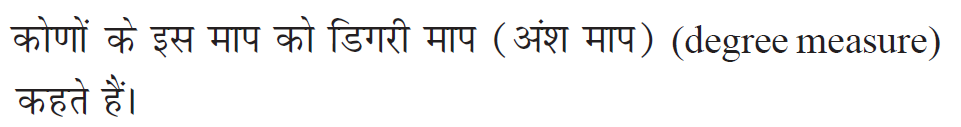 कोणों के इस माप को डिगरी माप (अंश माप) (degree measure)
कहते हैं।